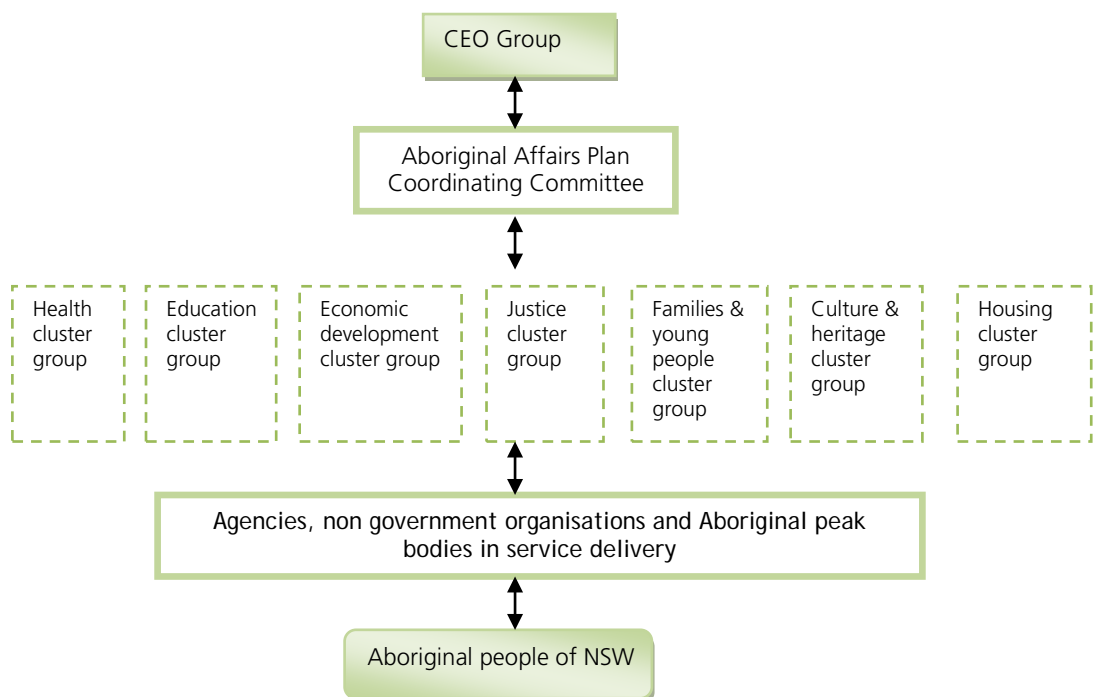 CEO Group
Aboriginal Affairs Plan
Coordinating Committee
Health
cluster
group
Education
cluster
group
Economic
development
cluster group
Justice
cluster
group
Families &
young
people
cluster
group
Culture &
heritage
cluster
group
Housing
cluster
group
Agencies, non government organisations and Aboriginal peak
bodies in service delivery
Aboriginal people of NSW